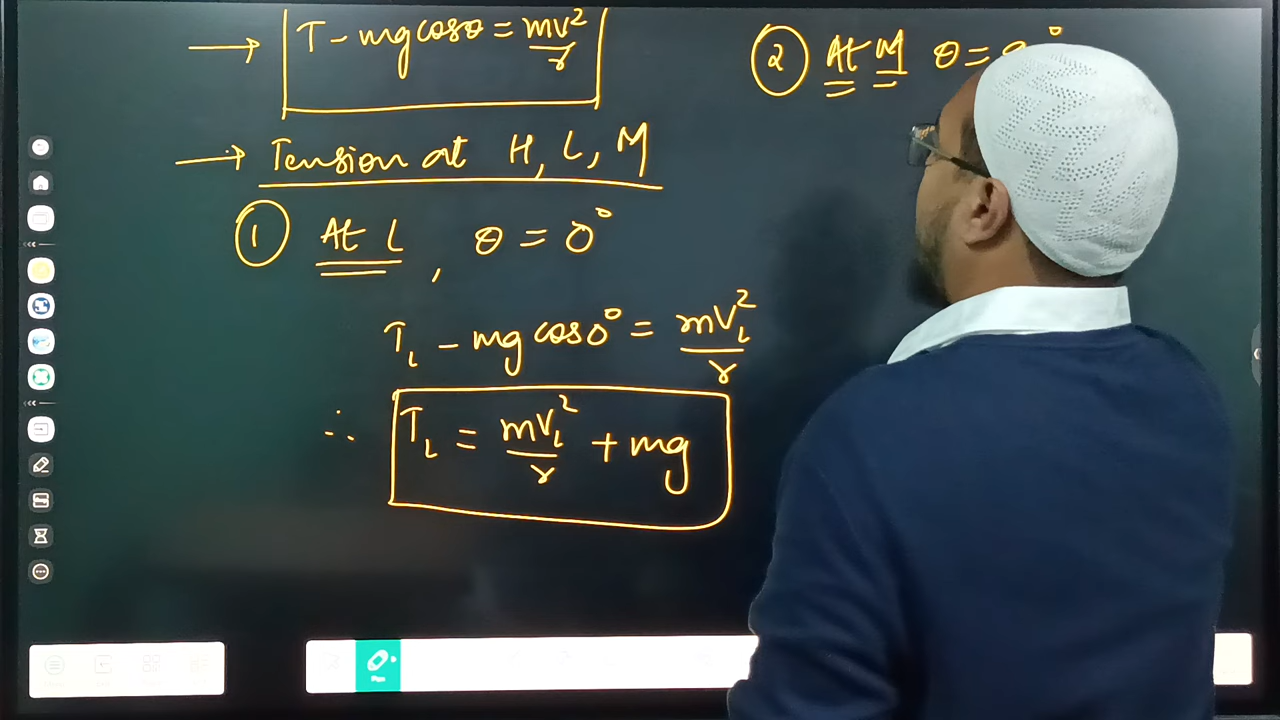 → T - mg cosθ = mv²/r
→ Tension at H, L, M
① At L, θ = 0°
T_L - mg cos0° = mV_L²/r
∴ T_L = mV_L²/r + mg
② At M θ =